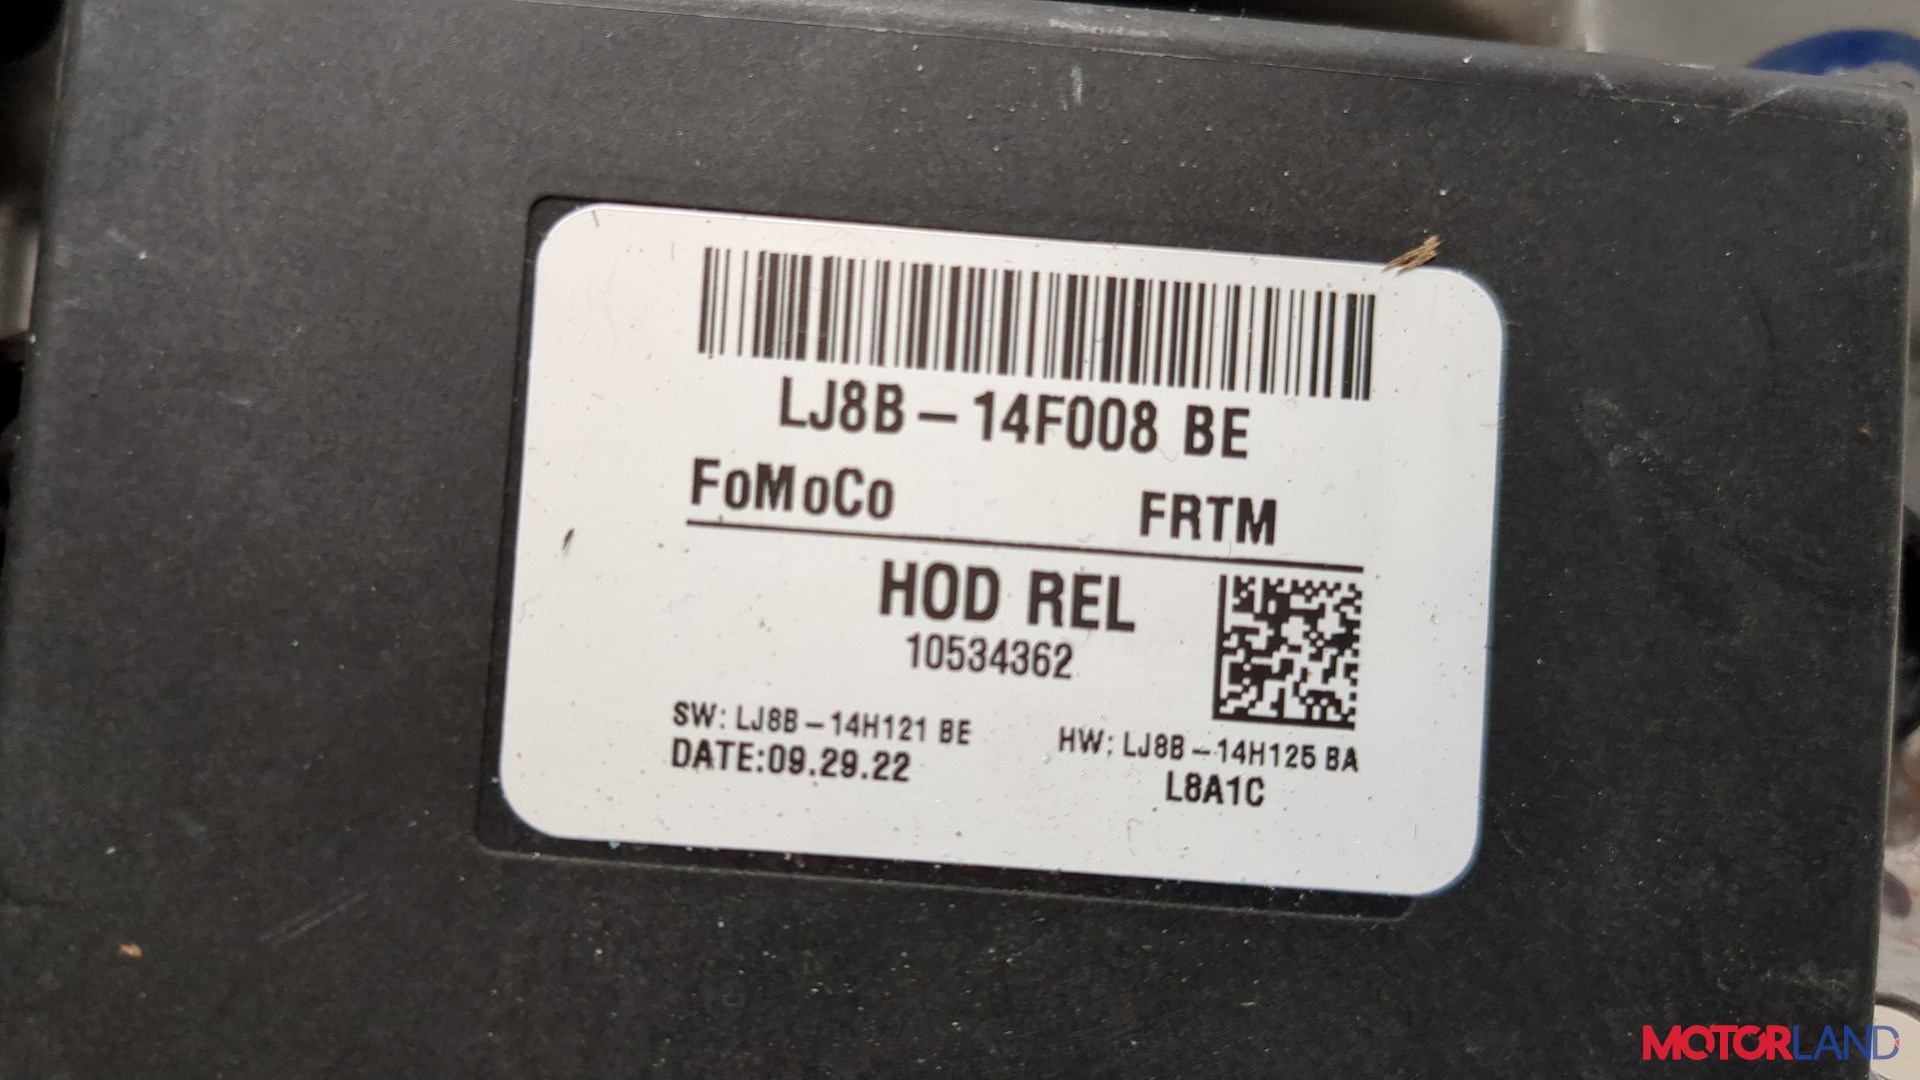 LJ8B-14F008 BE
FoMoCo FRTM
HOD REL
10534362
SW: LJ8B-14H121 BE HW: LJ8B-14H125 BA
DATE:09.29.22 L8A1C
MOTORLAND